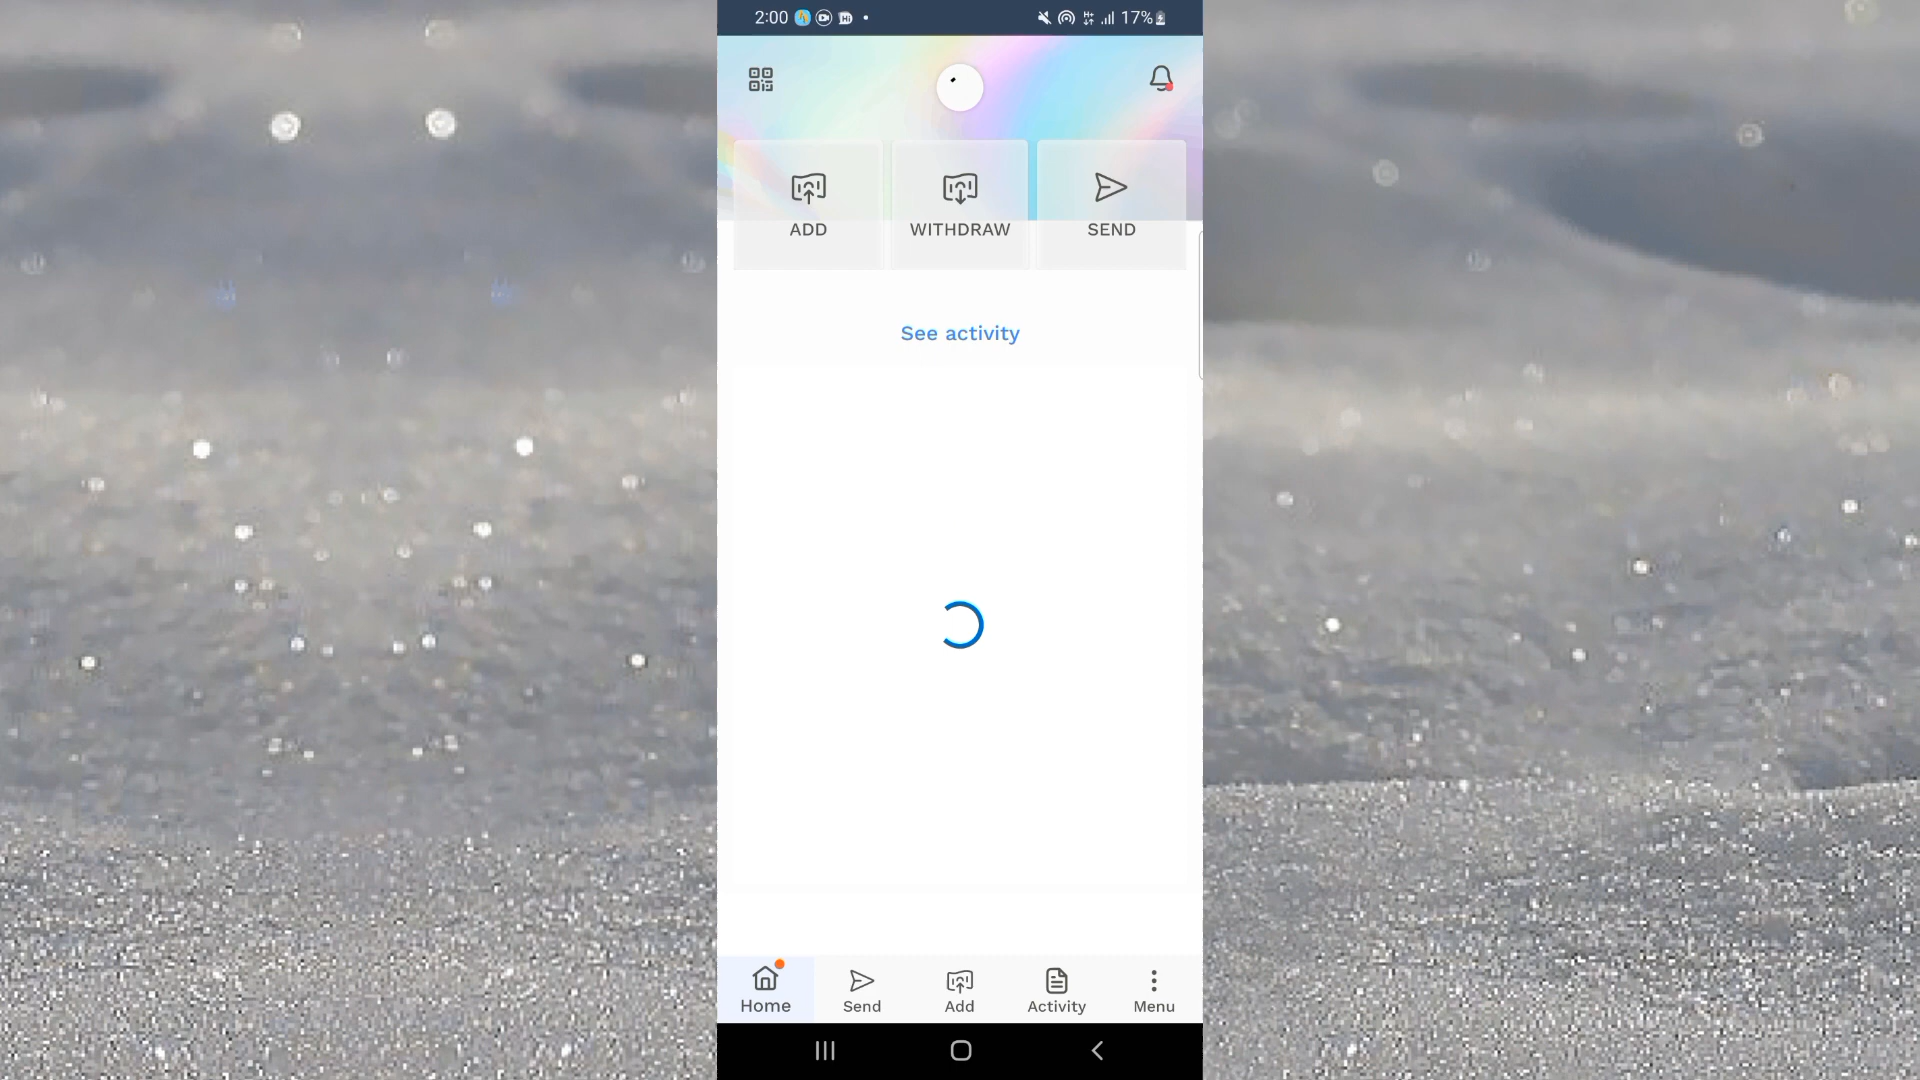 2:00
17%
ADD
WITHDRAW
SEND
See activity
Home
Send
Add
Activity
Menu